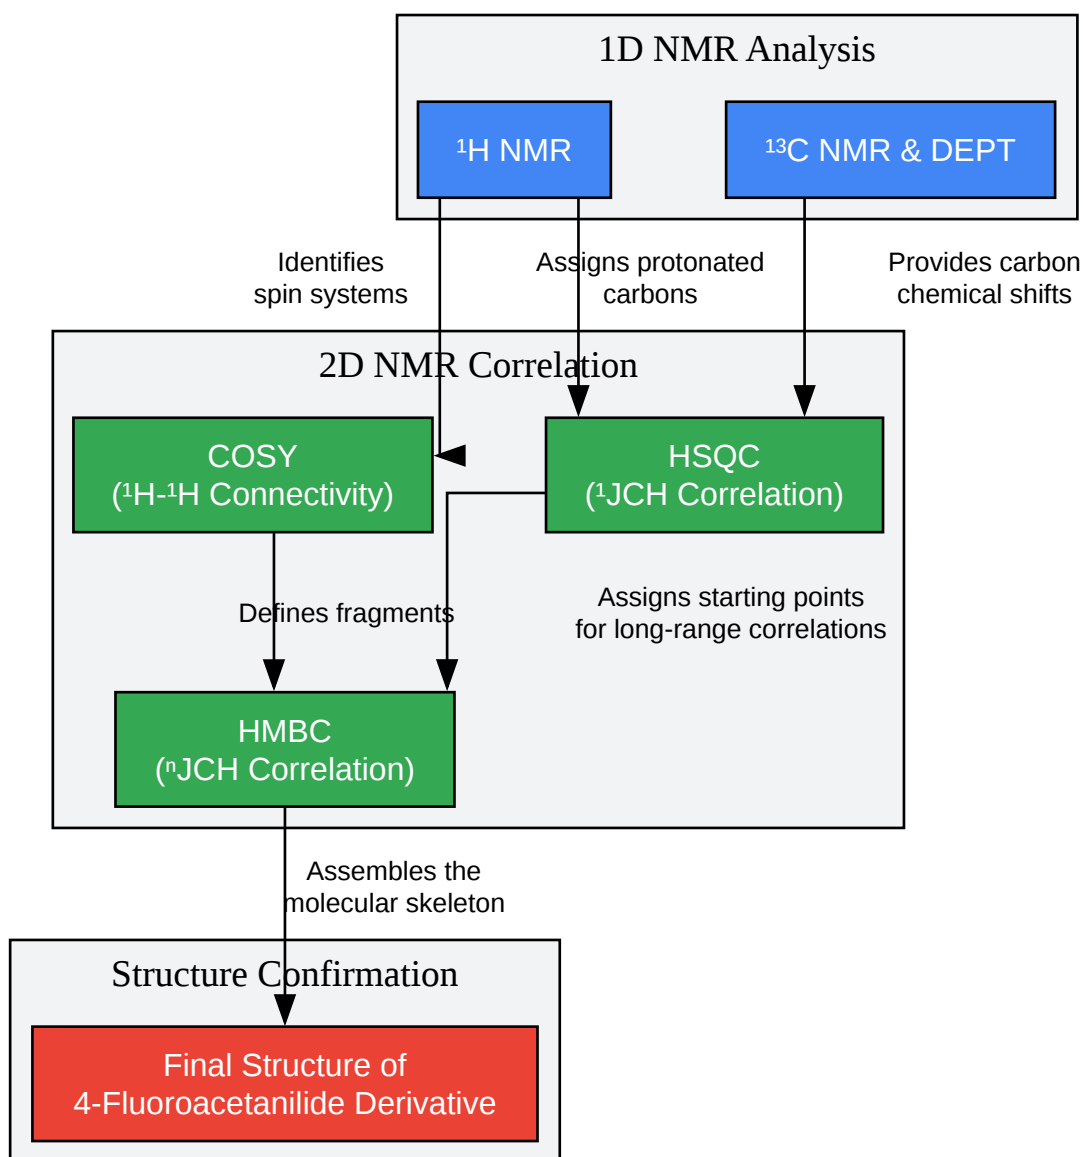 1D NMR Analysis
¹H NMR
¹³C NMR & DEPT
Identifies
spin systems
Assigns protonated
carbons
Provides carbon
chemical shifts
2D NMR Correlation
COSY
(¹H-¹H Connectivity)
HSQC
(¹JCH Correlation)
Defines fragments
Assigns starting points
for long-range correlations
HMBC
(ⁿJCH Correlation)
Assembles the
molecular skeleton
Structure Confirmation
Final Structure of
4-Fluoroacetanilide Derivative